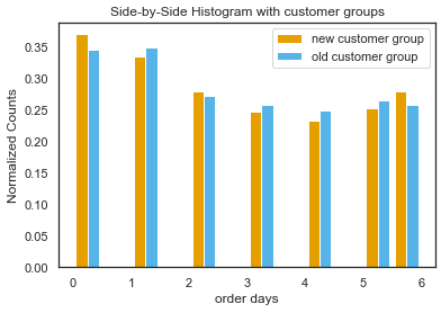 Side-by-Side Histogram with customer groups
new customer group
old customer group
Normalized Counts
0.35
0.30
0.25
0.20
0.15
0.10
0.05
0.00
0 1 2 3 4 5 6
order days